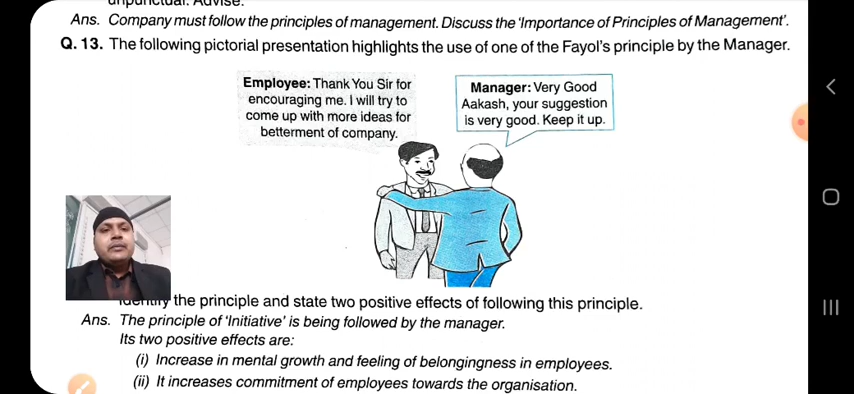 unpunctual. Advise.
Ans. Company must follow the principles of management. Discuss the 'Importance of Principles of Management'.
Q. 13. The following pictorial presentation highlights the use of one of the Fayol's principle by the Manager.
Employee: Thank You Sir for
encouraging me. I will try to
come up with more ideas for
betterment of company.
Manager: Very Good
Aakash, your suggestion
is very good. Keep it up.
Identify the principle and state two positive effects of following this principle.
Ans. The principle of 'Initiative' is being followed by the manager.
Its two positive effects are:
(i) Increase in mental growth and feeling of belongingness in employees.
(ii) It increases commitment of employees towards the organisation.